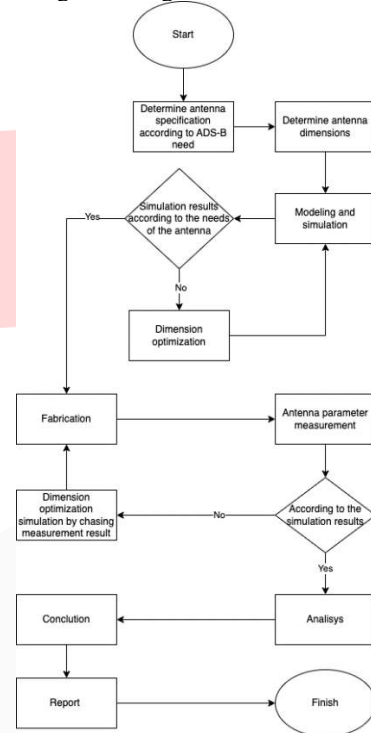 Start
Determine antenna
specification
according to ADS-B
need
Determine antenna
dimensions
Modeling and
simulation
Simulation results
according to the needs
of the antenna
Yes
No
Dimension
optimization
Fabrication
Antenna parameter
measurement
According to the
simulation results
No
Dimension
optimization
simulation by chasing
measurement result
Yes
Analisys
Conclution
Report
Finish